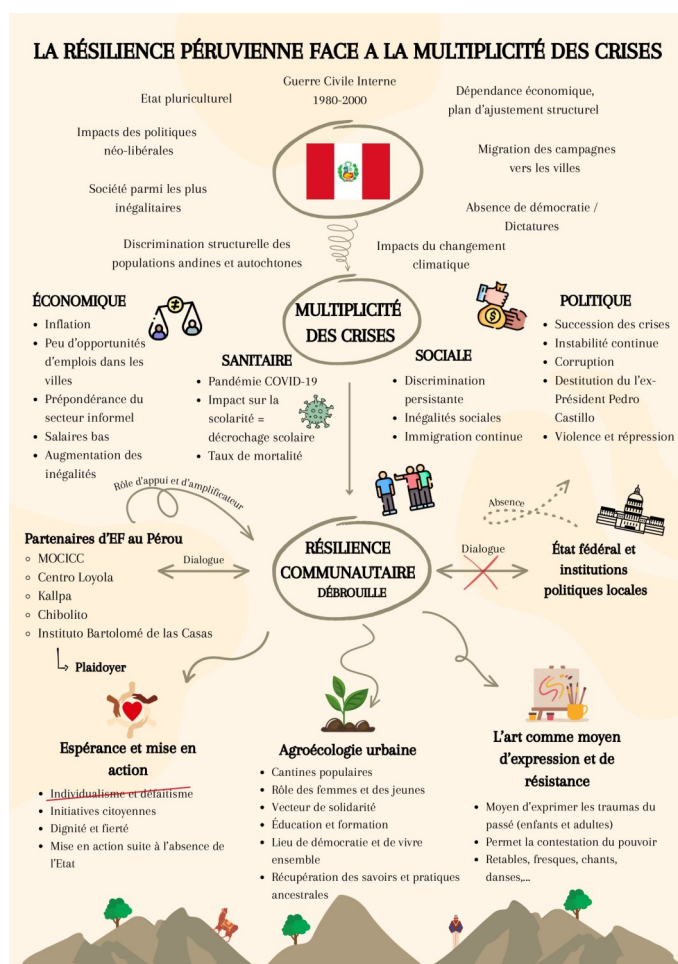 LA RÉSILIENCE PÉRUVIENNE FACE A LA MULTIPLICITÉ DES CRISES
Guerre Civile Interne
1980-2000
Etat pluriculturel
Dépendance économique,
plan d'ajustement structurel
Impacts des politiques
néo-libérales
Migration des campagnes
vers les villes
Société parmi les plus
inégalitaires
Absence de démocratie /
Dictatures
Discrimination structurelle des
populations andines et autochtones
Impacts du changement
climatique
MULTIPLICITÉ
DES CRISES
ÉCONOMIQUE
• Inflation
• Peu d'opportunités
d'emplois dans les
villes
• Prépondérance du
secteur informel
• Salaires bas
• Augmentation des
inégalités
SANITAIRE
• Pandémie COVID-19
• Impact sur la
scolarité =
décrochage scolaire
• Taux de mortalité
SOCIALE
• Discrimination
persistante
• Inégalités sociales
• Immigration continue
POLITIQUE
• Succession des crises
• Instabilité continue
• Corruption
• Destitution du l'ex-
Président Pedro
Castillo
• Violence et répression
Rôle d'appui et d'amplificateur
Absence
Partenaires d'EF au Pérou
◦ MOCICC
◦ Centro Loyola
◦ Kallpa
◦ Chibolito
◦ Instituto Bartolomé de las Casas
Plaidoyer
Dialogue
RÉSILIENCE
COMMUNAUTAIRE
DÉBROUILLE
Dialogue
État fédéral et
institutions
politiques locales
Espérance et mise en
action
• Individualisme et défaitisme
• Initiatives citoyennes
• Dignité et fierté
• Mise en action suite à l'absence de
l'Etat
Agroécologie urbaine
• Cantines populaires
• Rôle des femmes et des jeunes
• Vecteur de solidarité
• Éducation et formation
• Lieu de démocratie et de vivre
ensemble
• Récupération des savoirs et pratiques
ancestrales
L'art comme moyen
d'expression et de
résistance
• Moyen d'exprimer les traumas du
passé (enfants et adultes)
• Permet la contestation du pouvoir
• Retables, fresques, chants,
danses,...